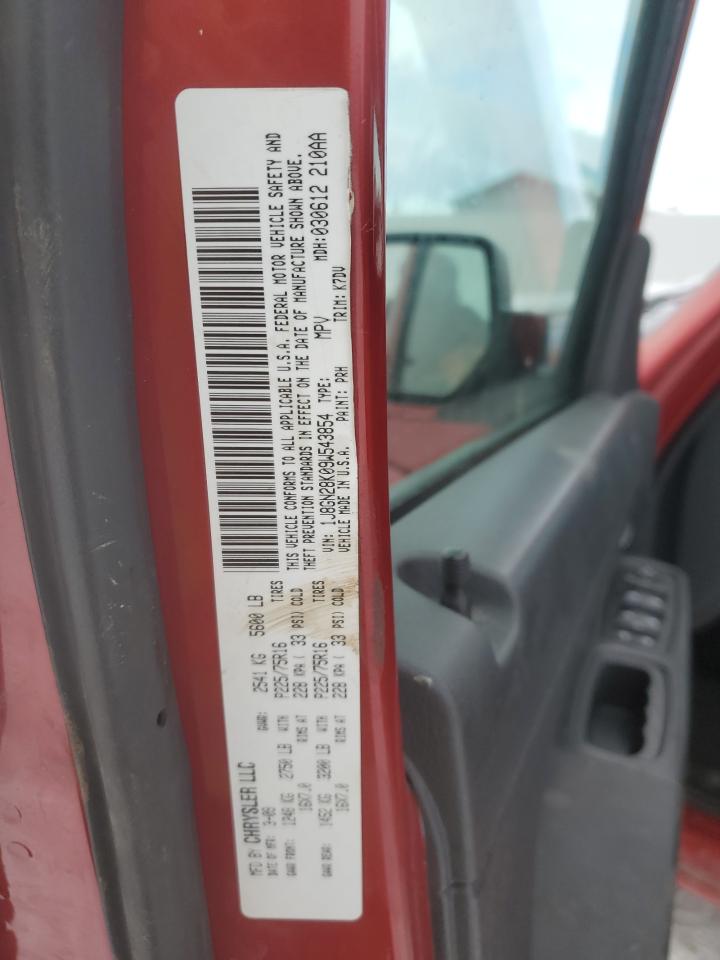 MFD BY CHRYSLER LLC
DATE OF MFR: 3-09 GVWR: 2541 KG 5600 LB
GAWR FRONT: 1248 KG 2750 LB WITH P225/75R16 TIRES
16X7.0 RIMS AT 228 KPA ( 33 PSI) COLD
GAWR REAR: 1452 KG 3200 LB WITH P225/75R16 TIRES
16X7.0 RIMS AT 228 KPA ( 33 PSI) COLD
THIS VEHICLE CONFORMS TO ALL APPLICABLE U.S.A. FEDERAL MOTOR VEHICLE SAFETY AND
THEFT PREVENTION STANDARDS IN EFFECT ON THE DATE OF MANUFACTURE SHOWN ABOVE.
VIN: 1J8GN28K09W543854 TYPE: MPV MDH:030612 210AA
VEHICLE MADE IN U.S.A. PAINT: PRH TRIM: K7DV